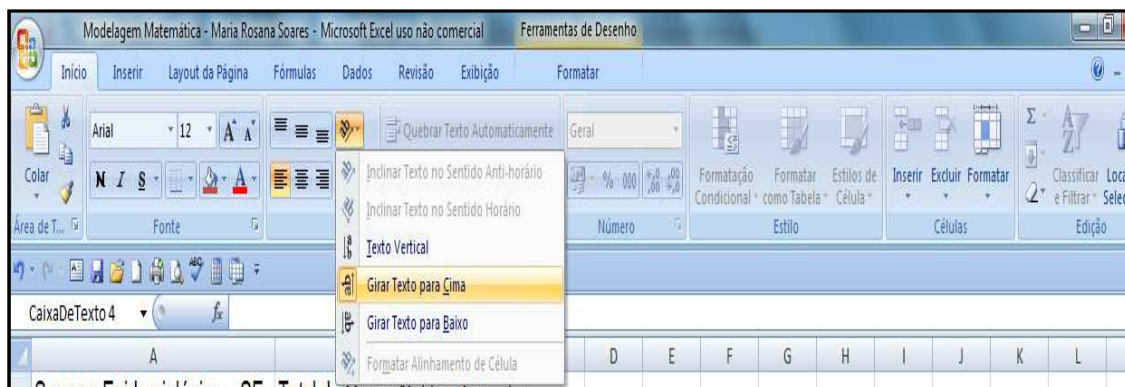 Modelagem Matemática - Maria Rosana Soares - Microsoft Excel uso não comercial Ferramentas de Desenho
Início Inserir Layout da Página Fórmulas Dados Revisão Exibição Formatar
Arial 12 A A Quebrar Texto Automaticamente Geral
Colar N I S A % 000 Formatação Condicional Formatar como Tabela Estilos de Célula Inserir Excluir Formatar Classificar e Filtrar
Área de T... Fonte Número Estilo Células Edição
Inclinar Texto no Sentido Anti-horário
Inclinar Texto no Sentido Horário
Texto Vertical
Girar Texto para Cima
Girar Texto para Baixo
Formatar Alinhamento de Célula
CaixaDeTexto 4 fx
A D E F G H I J K L